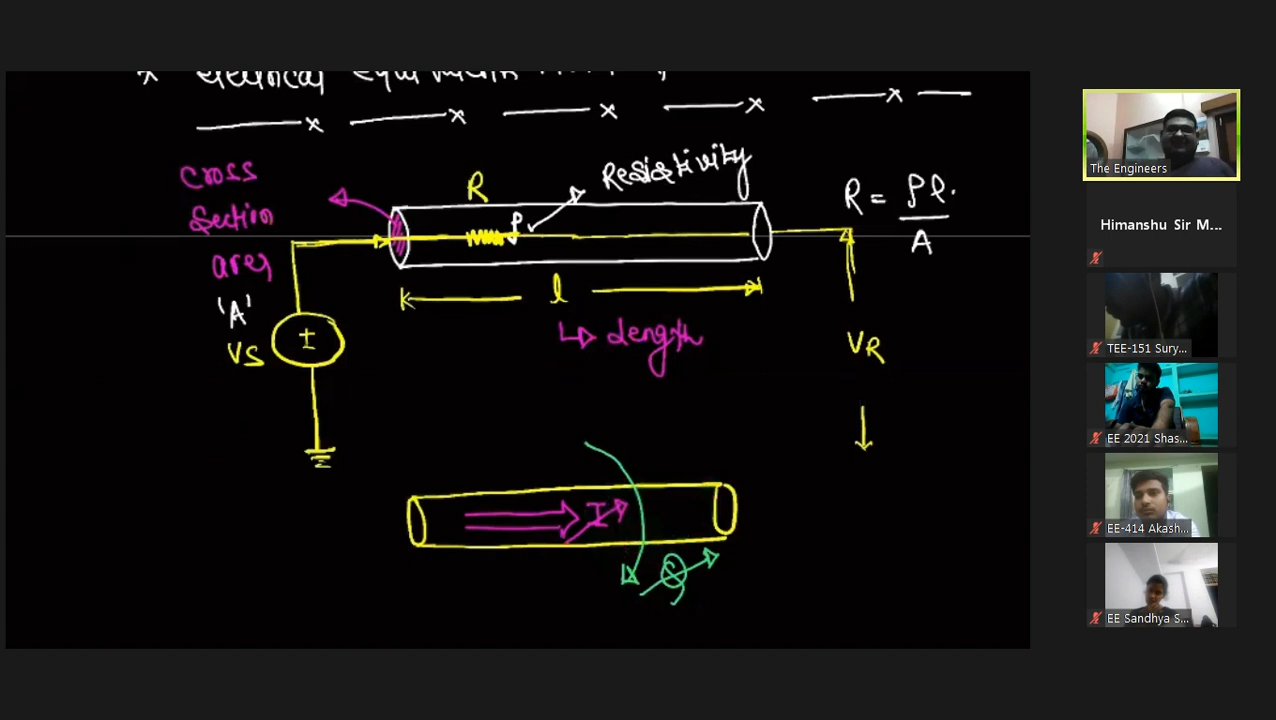 Electrical
Cross
Section
area
'A'
R
ρ
Resistivity
R = ρl.
A
l
↳ Length
VS
±
VR
I
The Engineers
Himanshu Sir M...
TEE-151 Sury...
EE 2021 Shas...
EE-414 Akash...
EE Sandhya S...